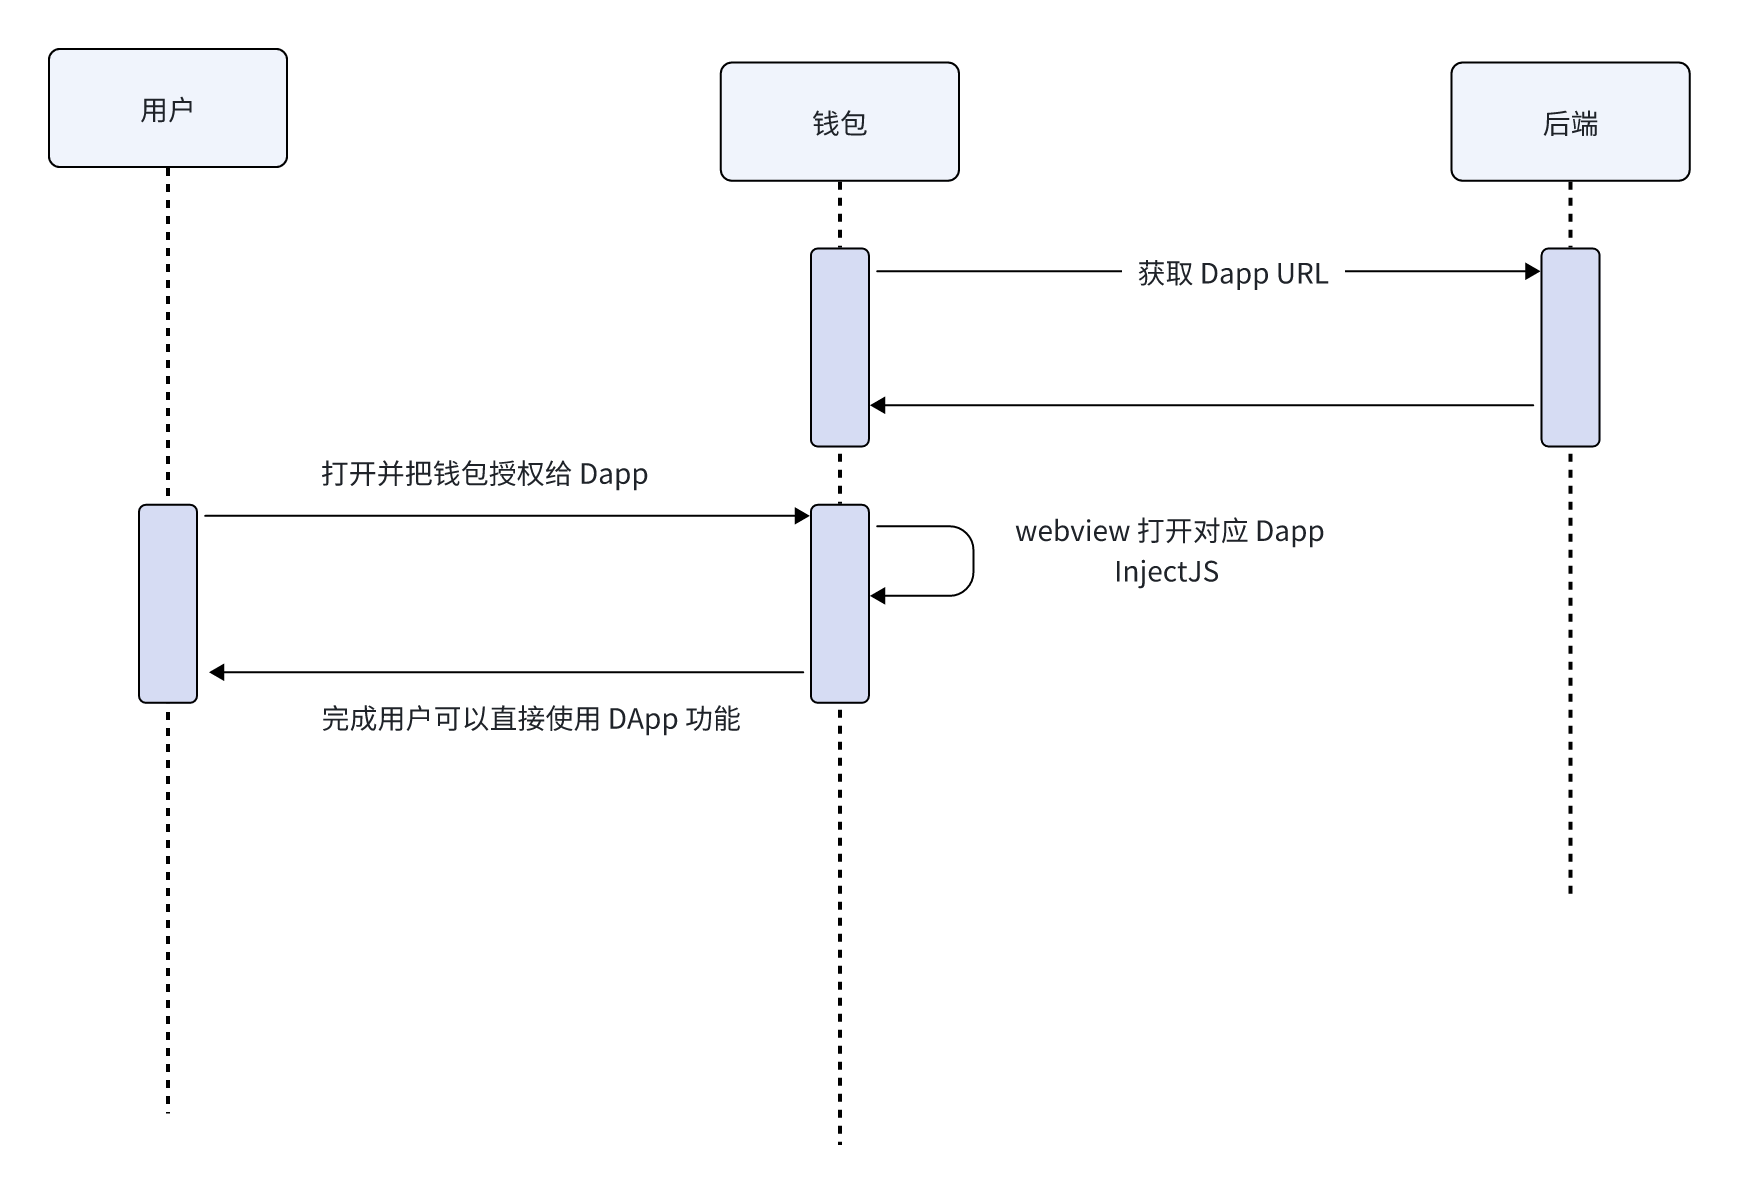 用户
钱包
后端
获取 Dapp URL
打开并把钱包授权给 Dapp
webview 打开对应 Dapp
InjectJS
完成用户可以直接使用 DApp 功能